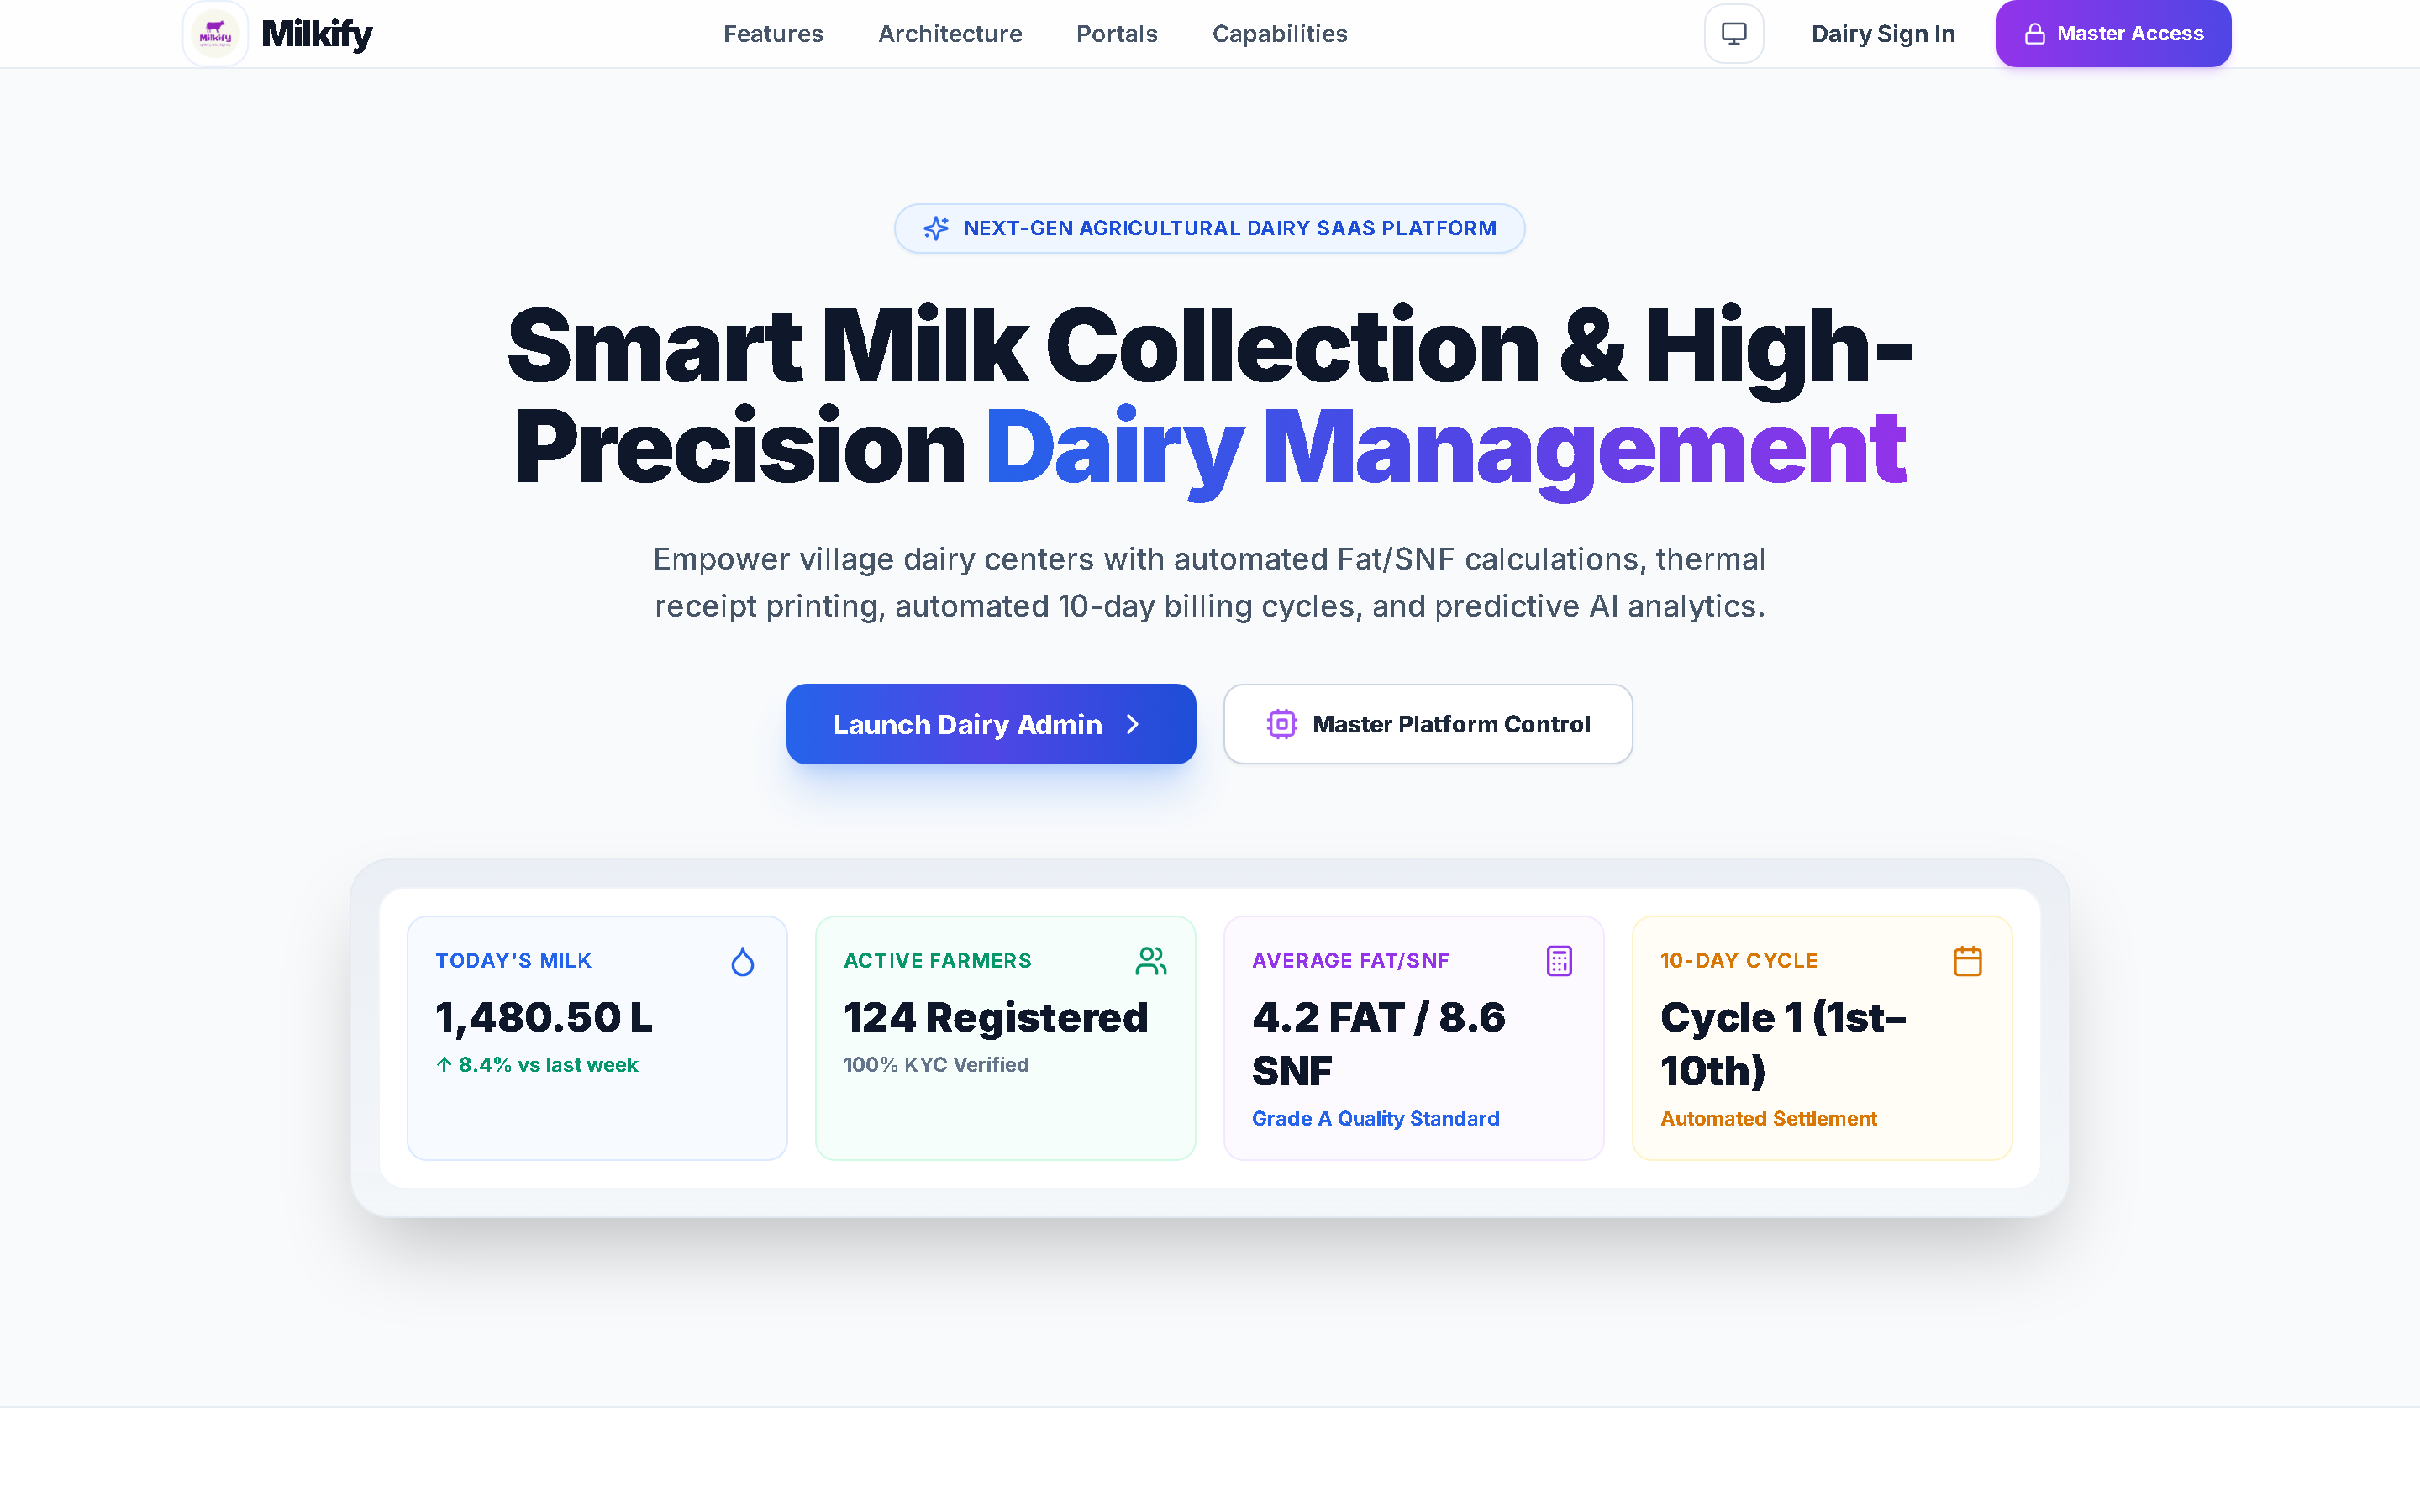 Milkify
Milkify
Features
Architecture
Portals
Capabilities
Dairy Sign In
Master Access
NEXT-GEN AGRICULTURAL DAIRY SAAS PLATFORM
Smart Milk Collection & High-
Precision Dairy Management
Empower village dairy centers with automated Fat/SNF calculations, thermal
receipt printing, automated 10-day billing cycles, and predictive AI analytics.
Launch Dairy Admin
Master Platform Control
TODAY'S MILK
1,480.50 L
↑ 8.4% vs last week
ACTIVE FARMERS
124 Registered
100% KYC Verified
AVERAGE FAT/SNF
4.2 FAT / 8.6
SNF
Grade A Quality Standard
10-DAY CYCLE
Cycle 1 (1st–
10th)
Automated Settlement